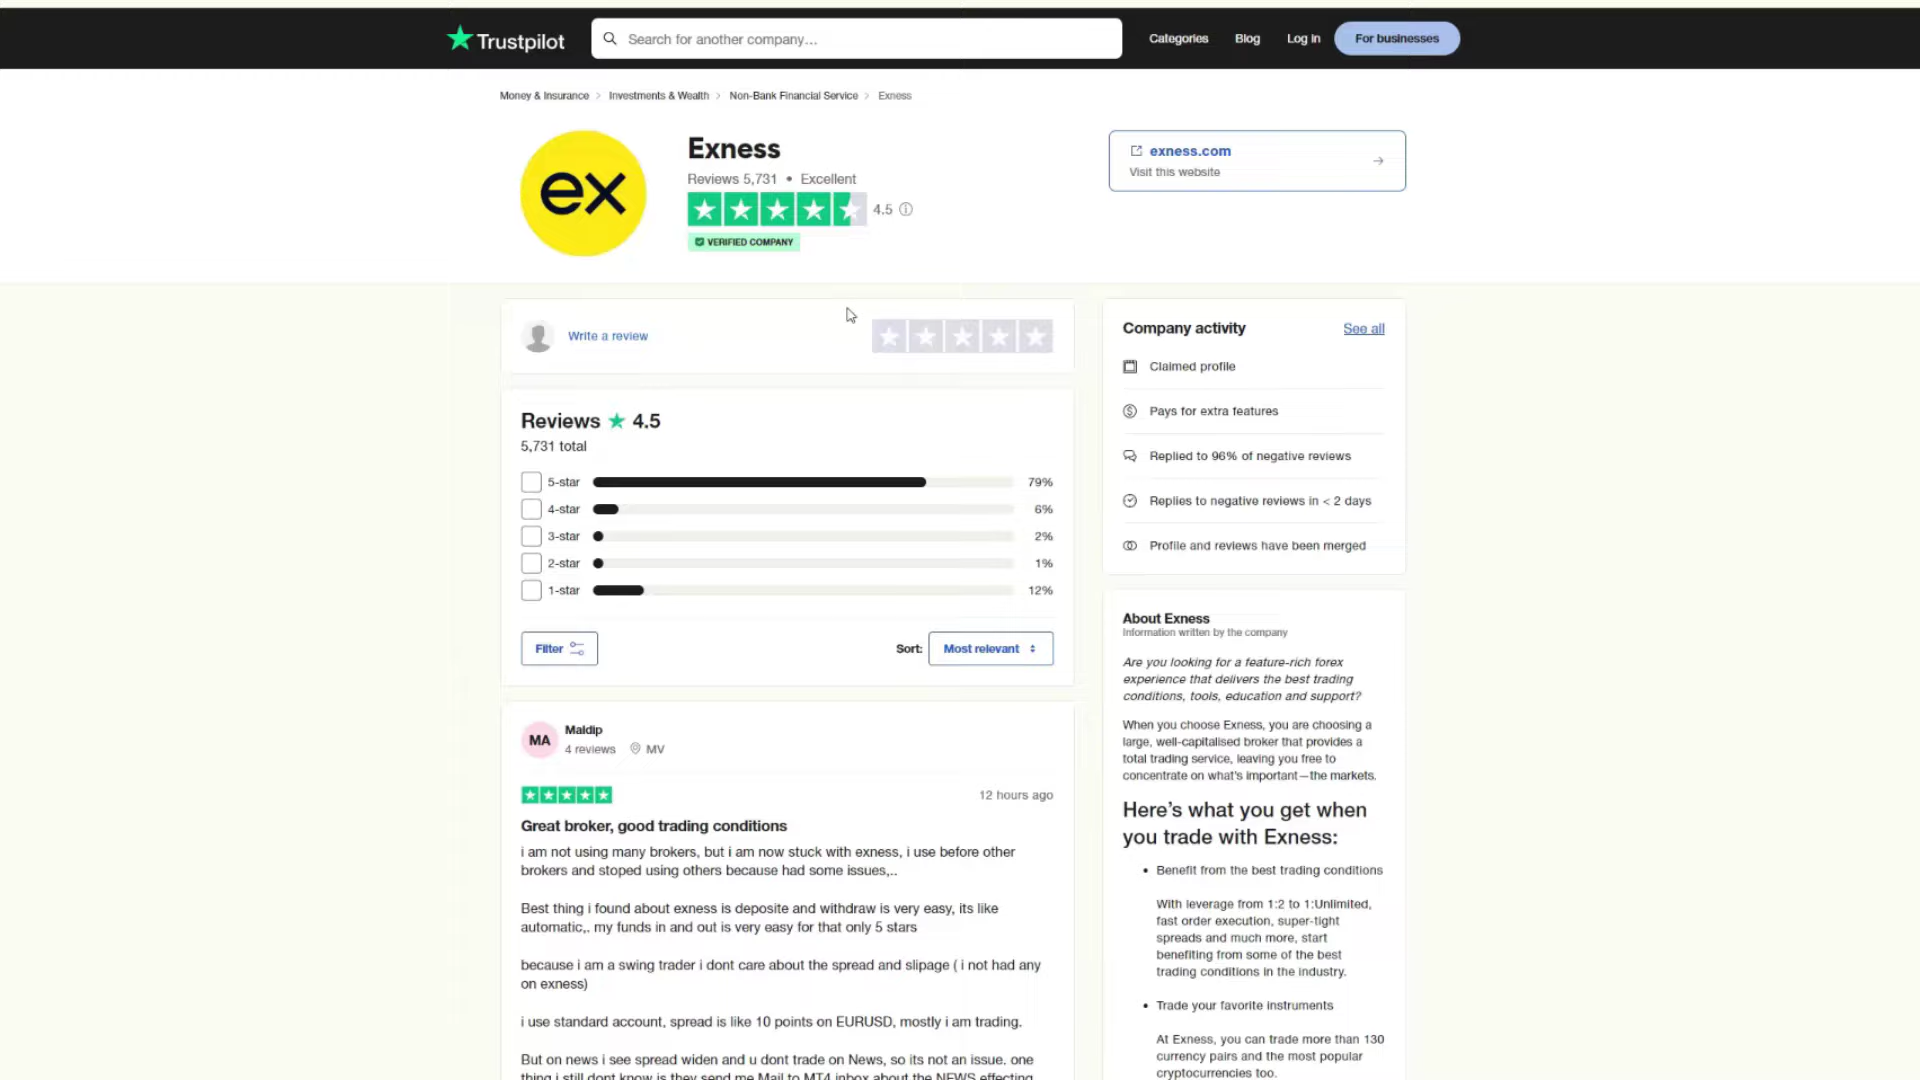 Trustpilot
Search for another company...
Categories
Blog
Log in
For businesses
Money & Insurance > Investments & Wealth > Non-Bank Financial Service > Exness
ex
Exness
Reviews 5,731 • Excellent
4.5
VERIFIED COMPANY
exness.com
Visit this website
Write a review
Reviews ★ 4.5
5,731 total
5-star 79%
4-star 6%
3-star 2%
2-star 1%
1-star 12%
Filter
Sort: Most relevant
MA
Maldip
4 reviews MV
12 hours ago
Great broker, good trading conditions
i am not using many brokers, but i am now stuck with exness, i use before other
brokers and stoped using others because had some issues,..
Best thing i found about exness is deposite and withdraw is very easy, its like
automatic,. my funds in and out is very easy for that only 5 stars
because i am a swing trader i dont care about the spread and slipage ( i not had any
on exness)
i use standard account, spread is like 10 points on EURUSD, mostly i am trading.
But on news i see spread widen and u dont trade on News, so its not an issue. one
thing i still dont know is they send me Mail to MT4 inbox about the NEWS effecting
Company activity
See all
Claimed profile
Pays for extra features
Replied to 96% of negative reviews
Replies to negative reviews in < 2 days
Profile and reviews have been merged
About Exness
Information written by the company
Are you looking for a feature-rich forex
experience that delivers the best trading
conditions, tools, education and support?
When you choose Exness, you are choosing a
large, well-capitalised broker that provides a
total trading service, leaving you free to
concentrate on what's important—the markets.
Here's what you get when
you trade with Exness:
• Benefit from the best trading conditions
With leverage from 1:2 to 1:Unlimited,
fast order execution, super-tight
spreads and much more, start
benefiting from some of the best
trading conditions in the industry.
• Trade your favorite instruments
At Exness, you can trade more than 130
currency pairs and the most popular
cryptocurrencies too.